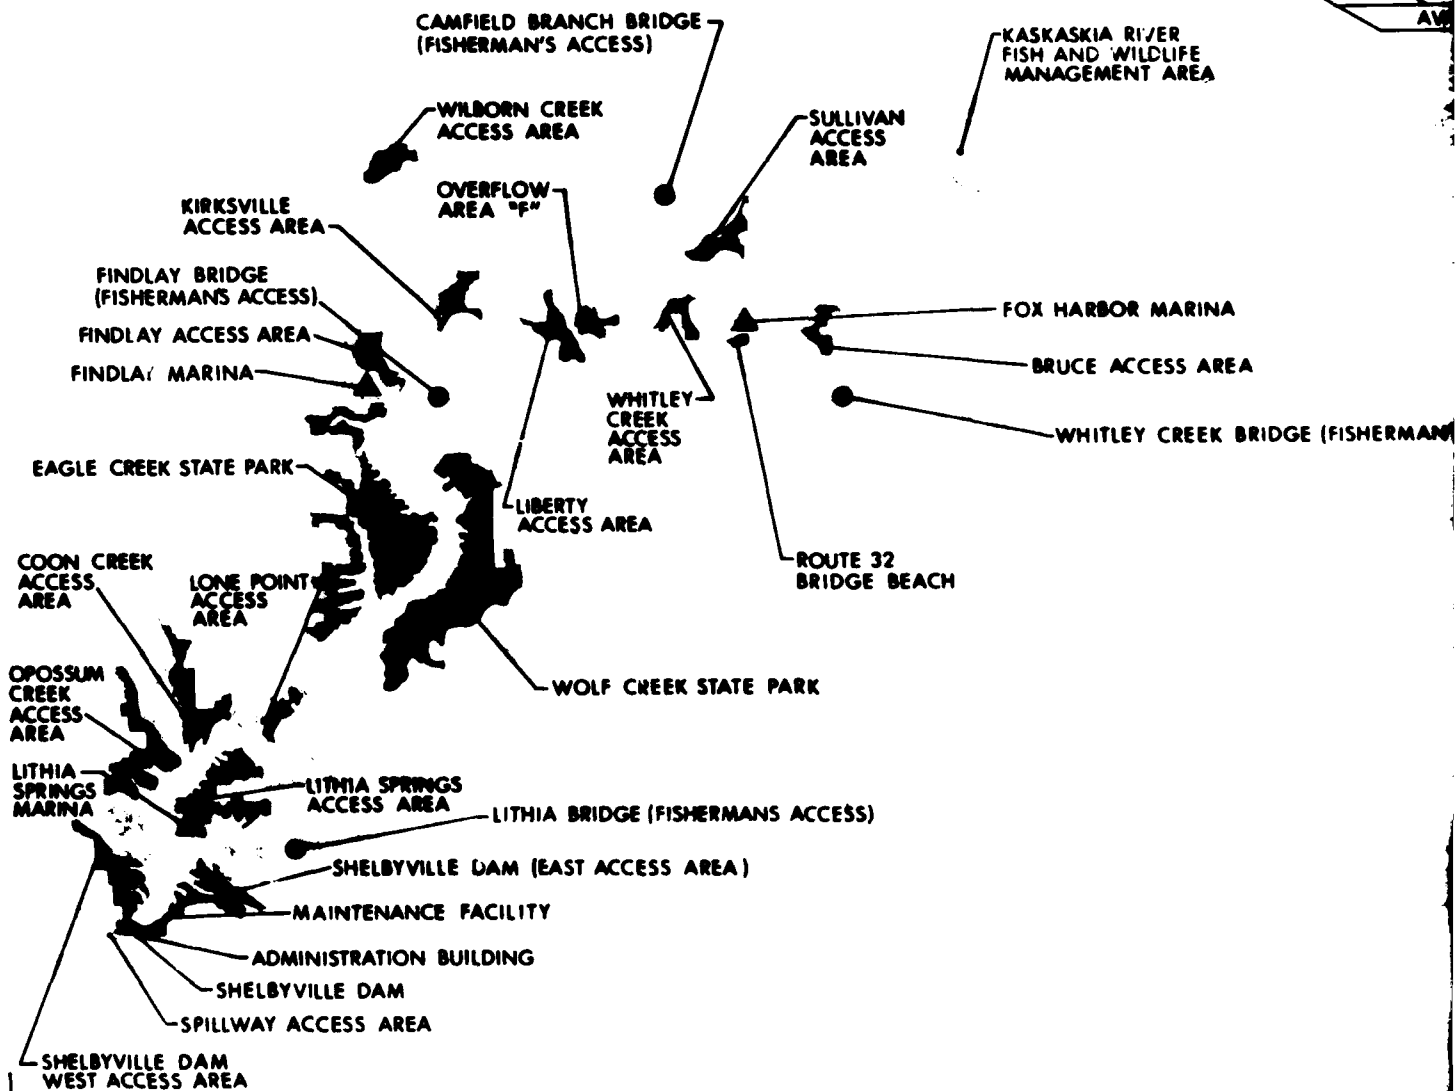 CAMFIELD BRANCH BRIDGE
(FISHERMAN'S ACCESS)
KASKASKIA RIVER
FISH AND WILDLIFE
MANAGEMENT AREA
WILBORN CREEK
ACCESS AREA
SULLIVAN
ACCESS
AREA
OVERFLOW
AREA "F"
KIRKSVILLE
ACCESS AREA
FINDLAY BRIDGE
(FISHERMAN'S ACCESS)
FINDLAY ACCESS AREA
FINDLAY MARINA
FOX HARBOR MARINA
BRUCE ACCESS AREA
WHITLEY
CREEK
ACCESS
AREA
WHITLEY CREEK BRIDGE (FISHERMAN
EAGLE CREEK STATE PARK
LIBERTY
ACCESS AREA
ROUTE 32
BRIDGE BEACH
COON CREEK
ACCESS
AREA
LONE POINT
ACCESS
AREA
WOLF CREEK STATE PARK
OPOSSUM
CREEK
ACCESS
AREA
LITHIA
SPRINGS
MARINA
LITHIA SPRINGS
ACCESS AREA
LITHIA BRIDGE (FISHERMANS ACCESS)
SHELBYVILLE DAM (EAST ACCESS AREA)
MAINTENANCE FACILITY
ADMINISTRATION BUILDING
SHELBYVILLE DAM
SPILLWAY ACCESS AREA
SHELBYVILLE DAM
WEST ACCESS AREA